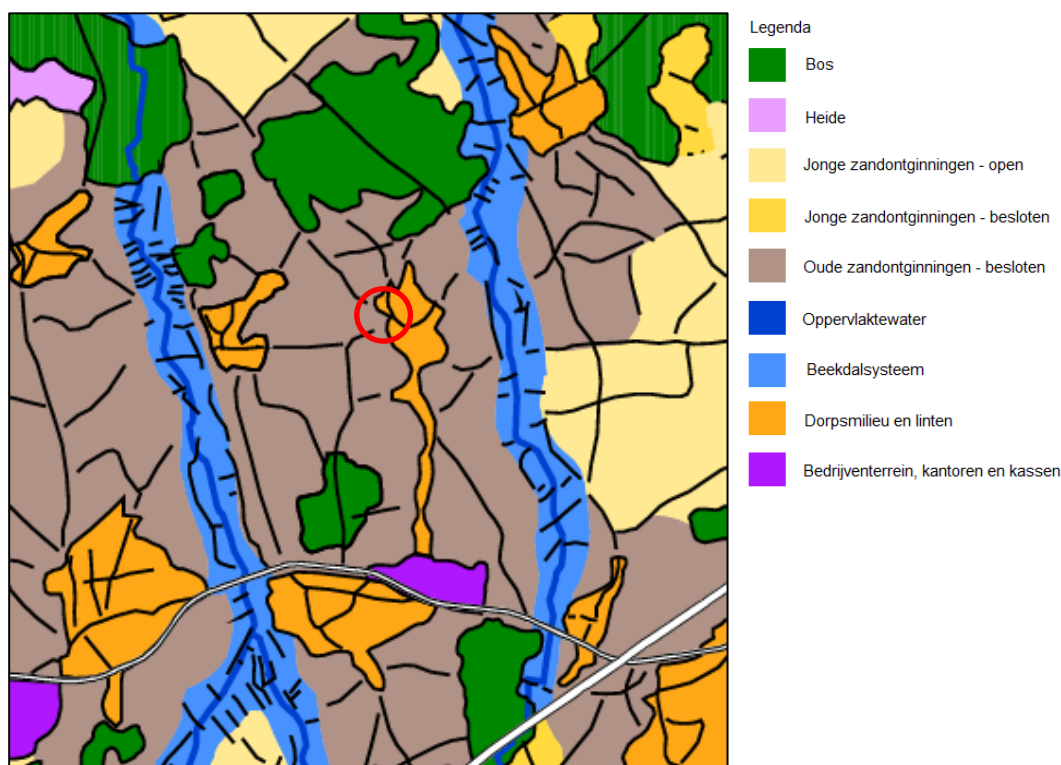 Legenda
Bos
Heide
Jonge zandontginningen - open
Jonge zandontginningen - besloten
Oude zandontginningen - besloten
Oppervlaktewater
Beekdalsysteem
Dorpsmilieu en linten
Bedrijventerrein, kantoren en kassen